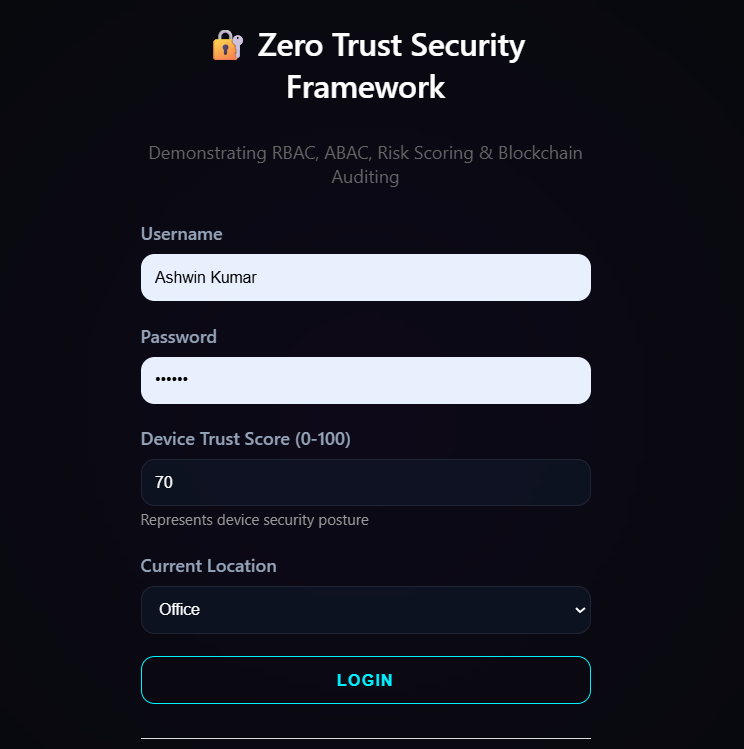 🔐 Zero Trust Security
Framework
Demonstrating RBAC, ABAC, Risk Scoring & Blockchain
Auditing
Username
Ashwin Kumar
Password
••••••
Device Trust Score (0-100)
70
Represents device security posture
Current Location
Office
LOGIN